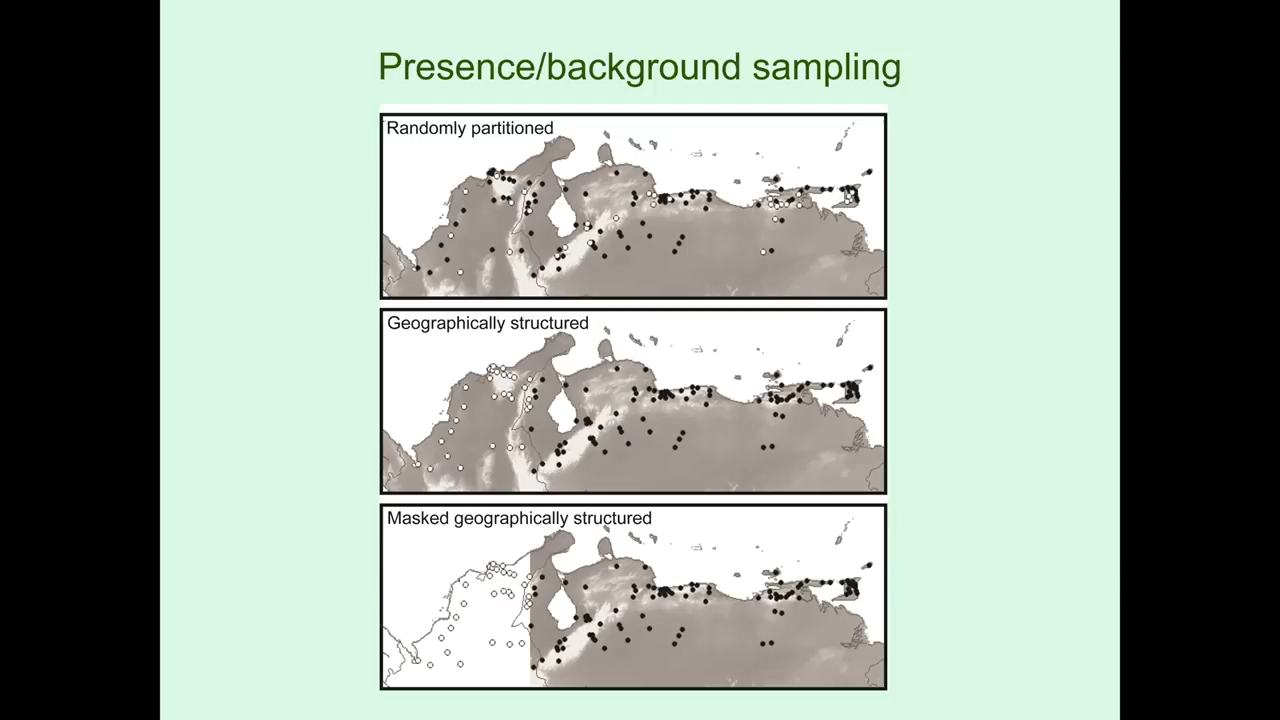 Presence/background sampling
Randomly partitioned
Geographically structured
Masked geographically structured